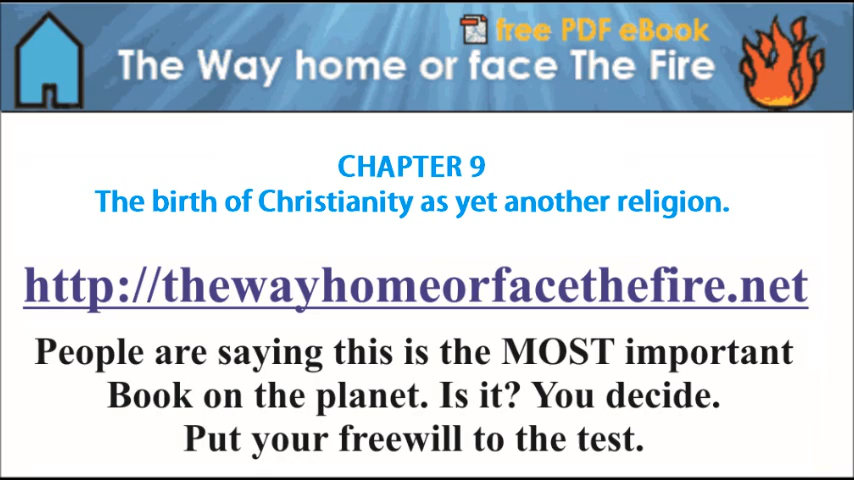 free PDF eBook
The Way home or face The Fire
CHAPTER 9
The birth of Christianity as yet another religion.
http://thewayhomeorfacethefire.net
People are saying this is the MOST important
Book on the planet. Is it? You decide.
Put your freewill to the test.